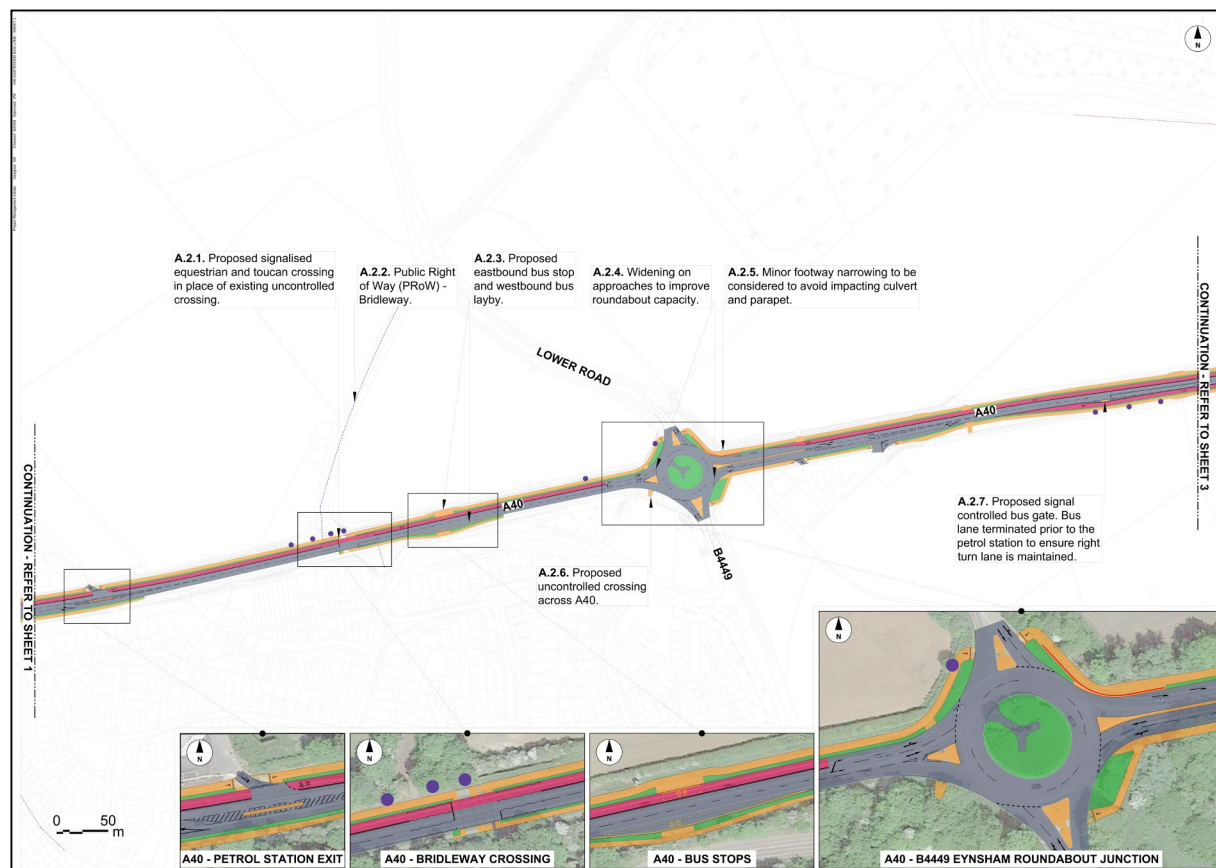 N
A.2.1. Proposed signalised
equestrian and toucan crossing
in place of existing uncontrolled
crossing.
A.2.2. Public Right
of Way (PRoW) -
Bridleway.
A.2.3. Proposed
eastbound bus stop
and westbound bus
layby.
A.2.4. Widening on
approaches to improve
roundabout capacity.
A.2.5. Minor footway narrowing to be
considered to avoid impacting culvert
and parapet.
CONTINUATION - REFER TO SHEET 3
LOWER ROAD
A40
A40
CONTINUATION - REFER TO SHEET 1
B4449
A.2.6. Proposed
uncontrolled crossing
across A40.
A.2.7. Proposed signal
controlled bus gate. Bus
lane terminated prior to the
petrol station to ensure right
turn lane is maintained.
N
N
N
N
0 50
m
A40 - PETROL STATION EXIT
A40 - BRIDLEWAY CROSSING
A40 - BUS STOPS
A40 - B4449 EYNSHAM ROUNDABOUT JUNCTION